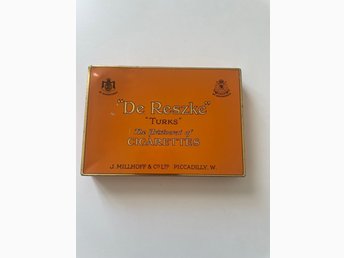 "De Reszke"
"TURKS"
The Aristocrat of
CIGARETTES
J. MILLHOFF & Co LTD PICCADILLY, W.